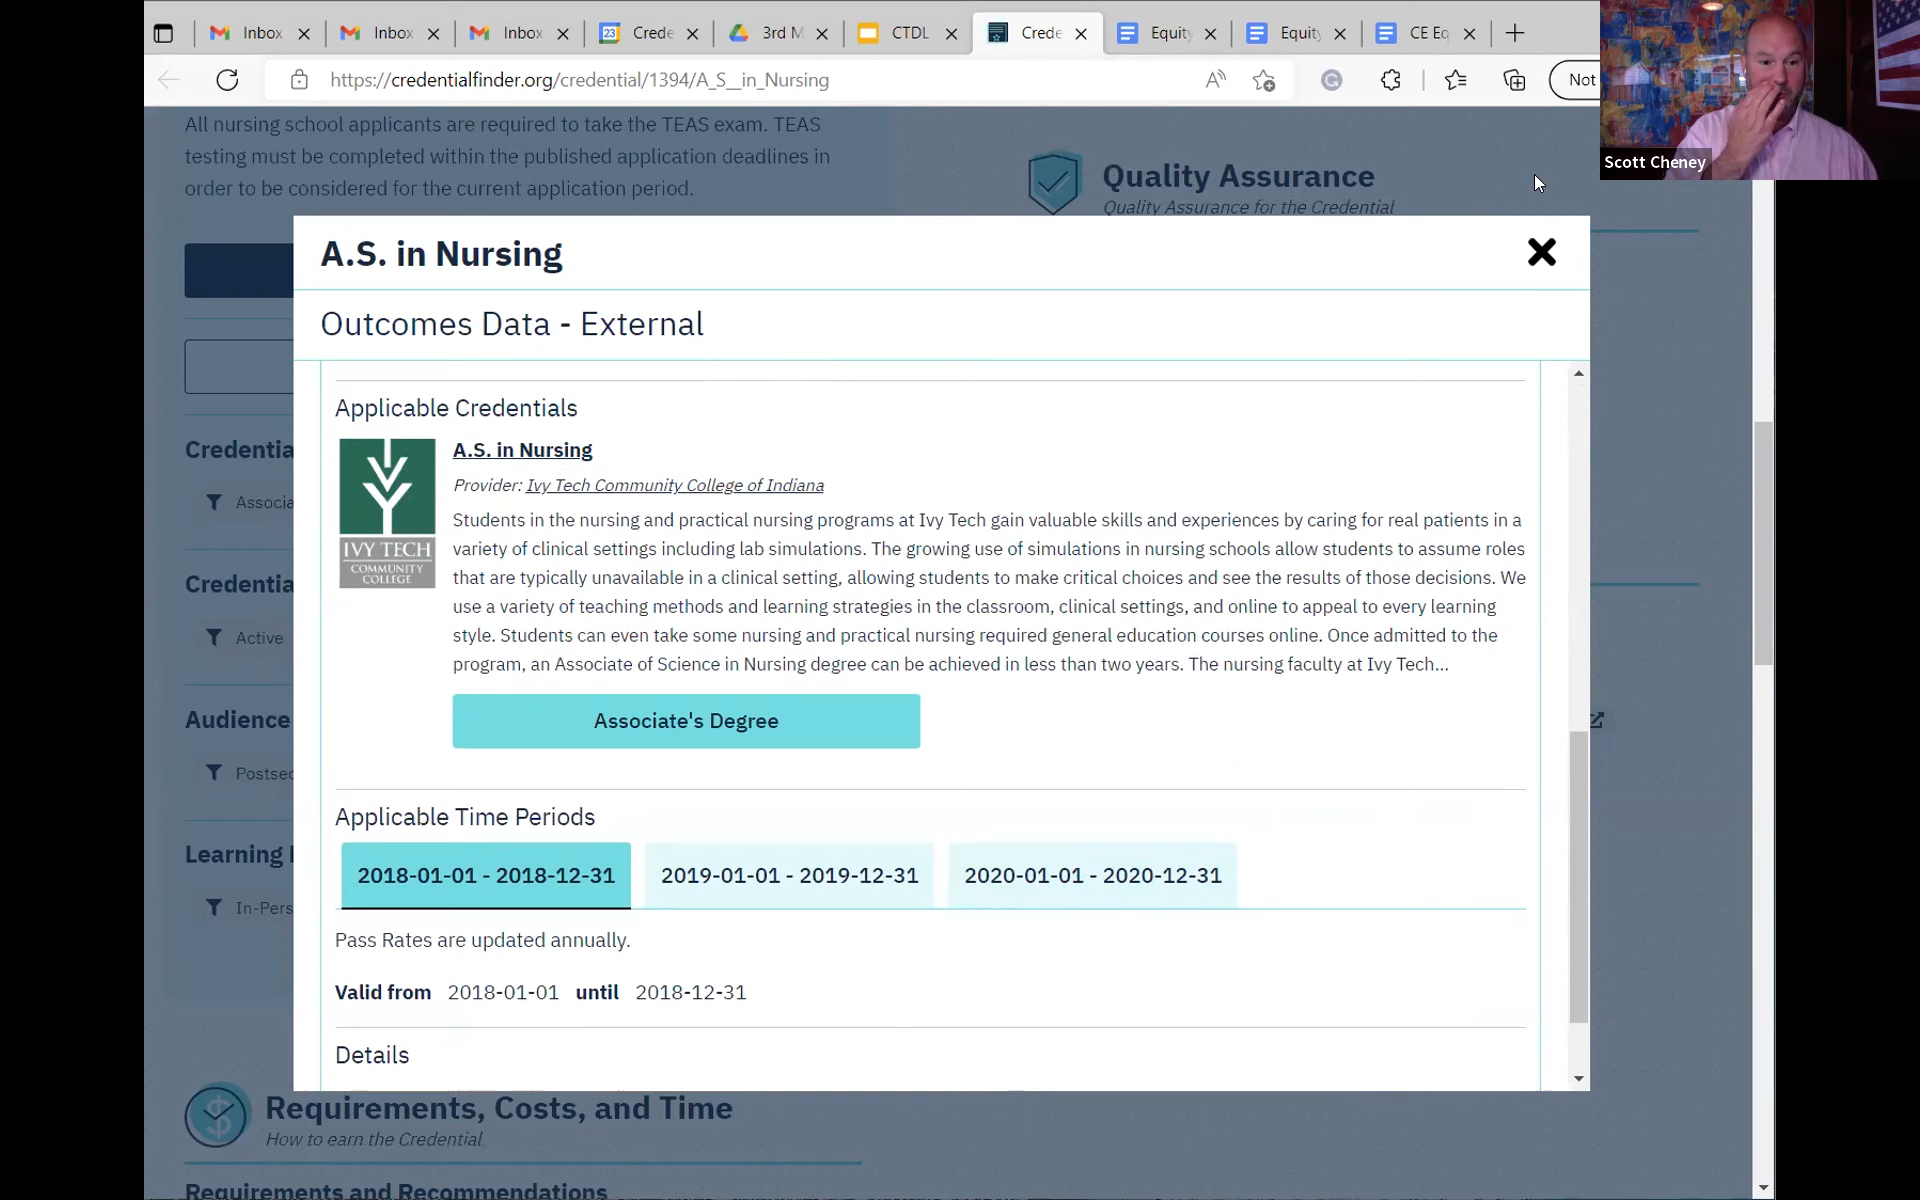 Inbox
Inbox
Inbox
23
Crede
3rd M
CTDL
Crede
Equity
Equity
CE Eq
https://credentialfinder.org/credential/1394/A_S__in_Nursing
Not
Scott Cheney
All nursing school applicants are required to take the TEAS exam. TEAS
testing must be completed within the published application deadlines in
order to be considered for the current application period.
Quality Assurance
Quality Assurance for the Credential
A.S. in Nursing
Outcomes Data - External
Applicable Credentials
IVY TECH
COMMUNITY
COLLEGE
A.S. in Nursing
Provider: Ivy Tech Community College of Indiana
Students in the nursing and practical nursing programs at Ivy Tech gain valuable skills and experiences by caring for real patients in a
variety of clinical settings including lab simulations. The growing use of simulations in nursing schools allow students to assume roles
that are typically unavailable in a clinical setting, allowing students to make critical choices and see the results of those decisions. We
use a variety of teaching methods and learning strategies in the classroom, clinical settings, and online to appeal to every learning
style. Students can even take some nursing and practical nursing required general education courses online. Once admitted to the
program, an Associate of Science in Nursing degree can be achieved in less than two years. The nursing faculty at Ivy Tech...
Associate's Degree
Applicable Time Periods
2018-01-01 - 2018-12-31
2019-01-01 - 2019-12-31
2020-01-01 - 2020-12-31
Pass Rates are updated annually.
Valid from 2018-01-01 until 2018-12-31
Details
Credentia
Associa
Credentia
Active
Audience
Postsec
Learning
In-Pers
Requirements, Costs, and Time
How to earn the Credential
Requirements and Recommendations